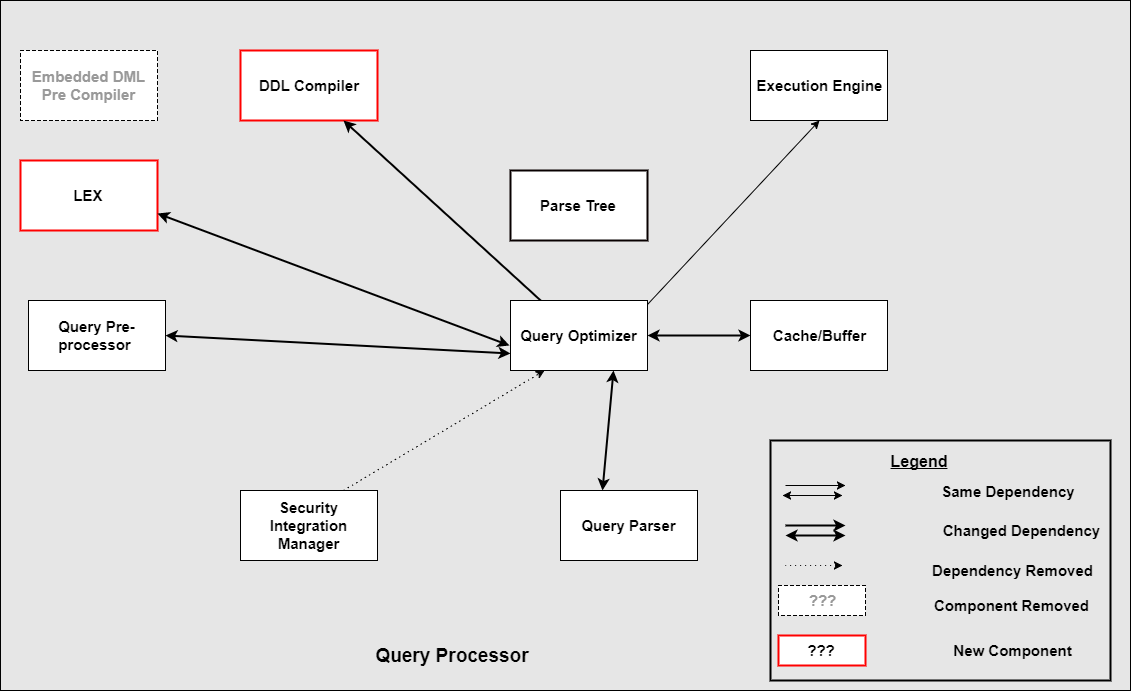 Embedded DML
Pre Compiler
DDL Compiler
Execution Engine
LEX
Parse Tree
Query Pre-
processor
Query Optimizer
Cache/Buffer
Security
Integration
Manager
Query Parser
Legend
Same Dependency
Changed Dependency
Dependency Removed
???
Component Removed
???
New Component
Query Processor